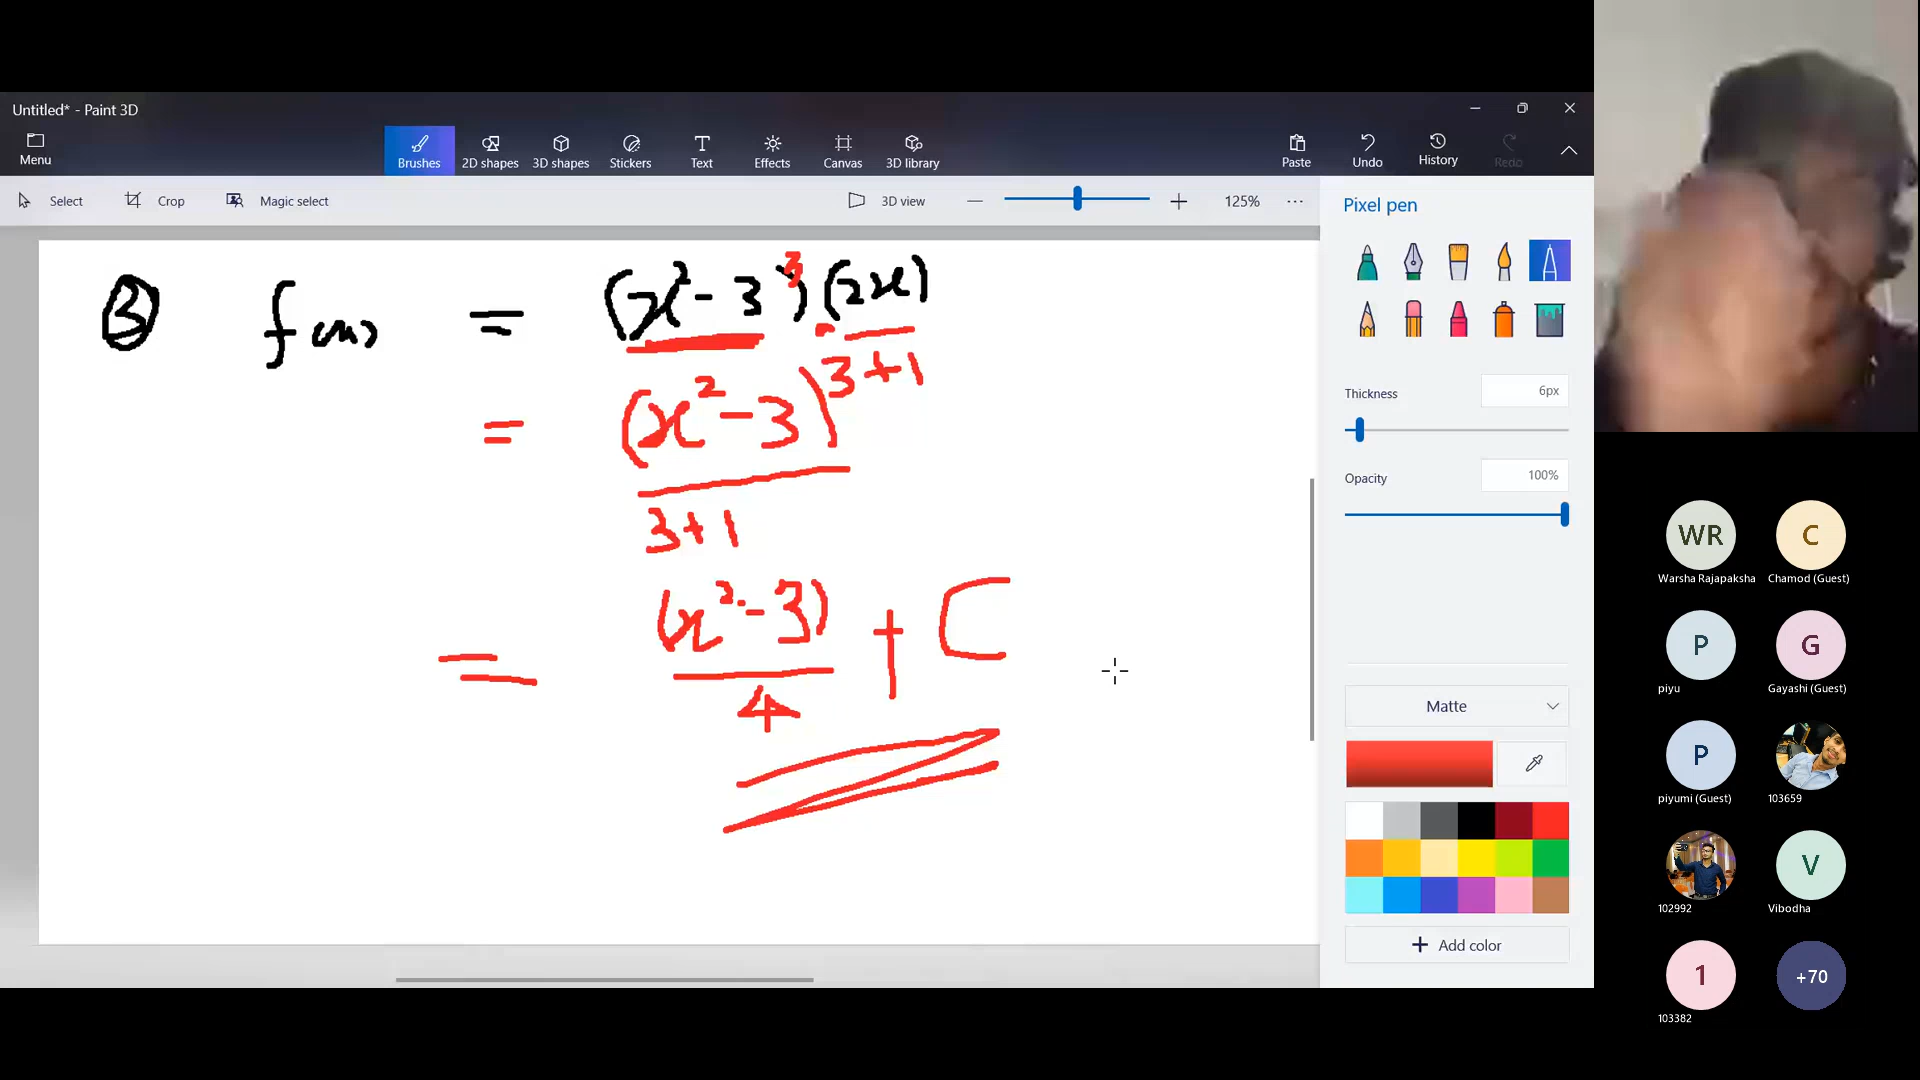 Untitled* - Paint 3D
Menu
Brushes 2D shapes 3D shapes Stickers Text Effects Canvas 3D library
Paste Undo History Redo
Select Crop Magic select
3D view 125%
③ f(x) = (x² - 3)³ (2x)
= (x² - 3)³⁺¹
3+1
= (x² - 3) + C
4
Pixel pen
Thickness 6px
Opacity 100%
Matte
+ Add color
WR C
Warsha Rajapaksha Chamod (Guest)
P G
piyu Gayashi (Guest)
P
piyumi (Guest) 103659
V
102992 Vibodha
1 +70
103382